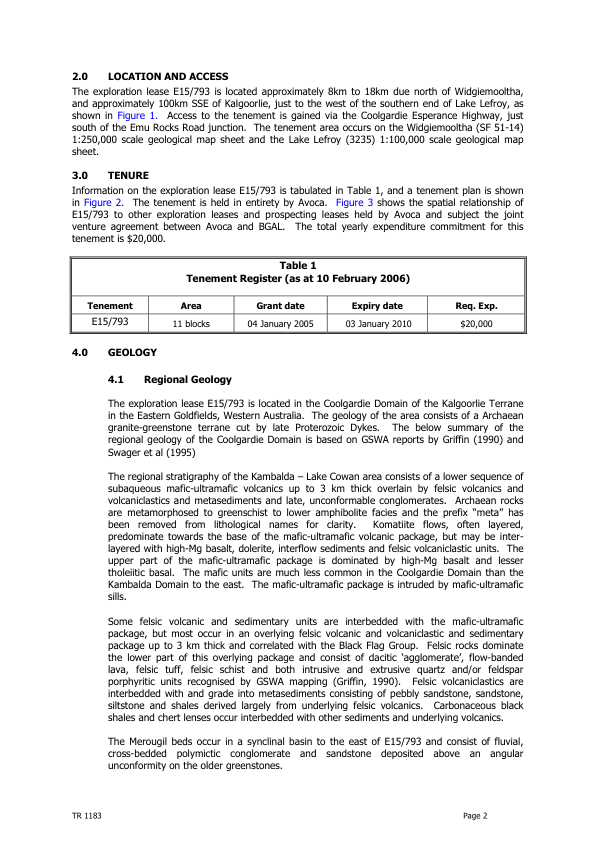 2.0 LOCATION AND ACCESS
The exploration lease E15/793 is located approximately 8km to 18km due north of Widgiemooltha,
and approximately 100km SSE of Kalgoorlie, just to the west of the southern end of Lake Lefroy, as
shown in Figure 1. Access to the tenement is gained via the Coolgardie Esperance Highway, just
south of the Emu Rocks Road junction. The tenement area occurs on the Widgiemooltha (SF 51-14)
1:250,000 scale geological map sheet and the Lake Lefroy (3235) 1:100,000 scale geological map
sheet.
3.0 TENURE
Information on the exploration lease E15/793 is tabulated in Table 1, and a tenement plan is shown
in Figure 2. The tenement is held in entirety by Avoca. Figure 3 shows the spatial relationship of
E15/793 to other exploration leases and prospecting leases held by Avoca and subject the joint
venture agreement between Avoca and BGAL. The total yearly expenditure commitment for this
tenement is $20,000.
Table 1
Tenement Register (as at 10 February 2006)
Tenement Area Grant date Expiry date Req. Exp.
E15/793 11 blocks 04 January 2005 03 January 2010 $20,000
4.0 GEOLOGY
4.1 Regional Geology
The exploration lease E15/793 is located in the Coolgardie Domain of the Kalgoorlie Terrane
in the Eastern Goldfields, Western Australia. The geology of the area consists of a Archaean
granite-greenstone terrane cut by late Proterozoic Dykes. The below summary of the
regional geology of the Coolgardie Domain is based on GSWA reports by Griffin (1990) and
Swager et al (1995)
The regional stratigraphy of the Kambalda – Lake Cowan area consists of a lower sequence of
subaqueous mafic-ultramafic volcanics up to 3 km thick overlain by felsic volcanics and
volcaniclastics and metasediments and late, unconformable conglomerates. Archaean rocks
are metamorphosed to greenschist to lower amphibolite facies and the prefix “meta” has
been removed from lithological names for clarity. Komatiite flows, often layered,
predominate towards the base of the mafic-ultramafic volcanic package, but may be inter-
layered with high-Mg basalt, dolerite, interflow sediments and felsic volcaniclastic units. The
upper part of the mafic-ultramafic package is dominated by high-Mg basalt and lesser
tholeiitic basal. The mafic units are much less common in the Coolgardie Domain than the
Kambalda Domain to the east. The mafic-ultramafic package is intruded by mafic-ultramafic
sills.
Some felsic volcanic and sedimentary units are interbedded with the mafic-ultramafic
package, but most occur in an overlying felsic volcanic and volcaniclastic and sedimentary
package up to 3 km thick and correlated with the Black Flag Group. Felsic rocks dominate
the lower part of this overlying package and consist of dacitic ‘agglomerate’, flow-banded
lava, felsic tuff, felsic schist and both intrusive and extrusive quartz and/or feldspar
porphyritic units recognised by GSWA mapping (Griffin, 1990). Felsic volcaniclastics are
interbedded with and grade into metasediments consisting of pebbly sandstone, sandstone,
siltstone and shales derived largely from underlying felsic volcanics. Carbonaceous black
shales and chert lenses occur interbedded with other sediments and underlying volcanics.
The Merougil beds occur in a synclinal basin to the east of E15/793 and consist of fluvial,
cross-bedded polymictic conglomerate and sandstone deposited above an angular
unconformity on the older greenstones.
TR 1183 Page 2